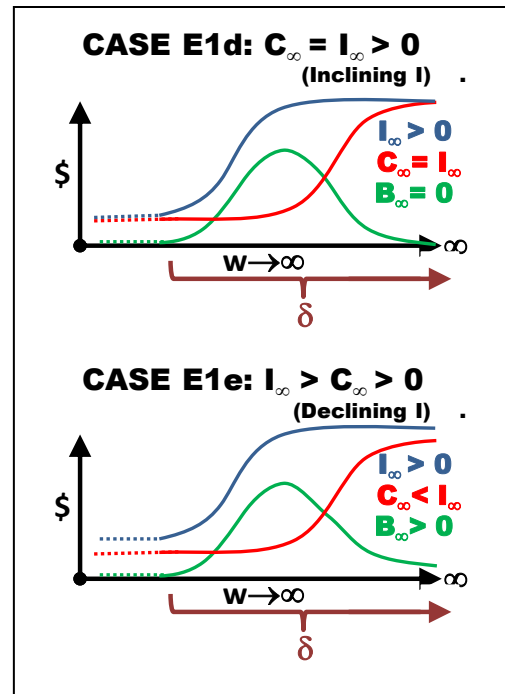 CASE E1d: C∞ = I∞ > 0
(Inclining I) .
$
I∞ > 0
C∞= I∞
B∞= 0
∞
w→∞
δ
CASE E1e: I∞ > C∞ > 0
(Declining I) .
$
I∞ > 0
C∞< I∞
B∞> 0
∞
w→∞
δ